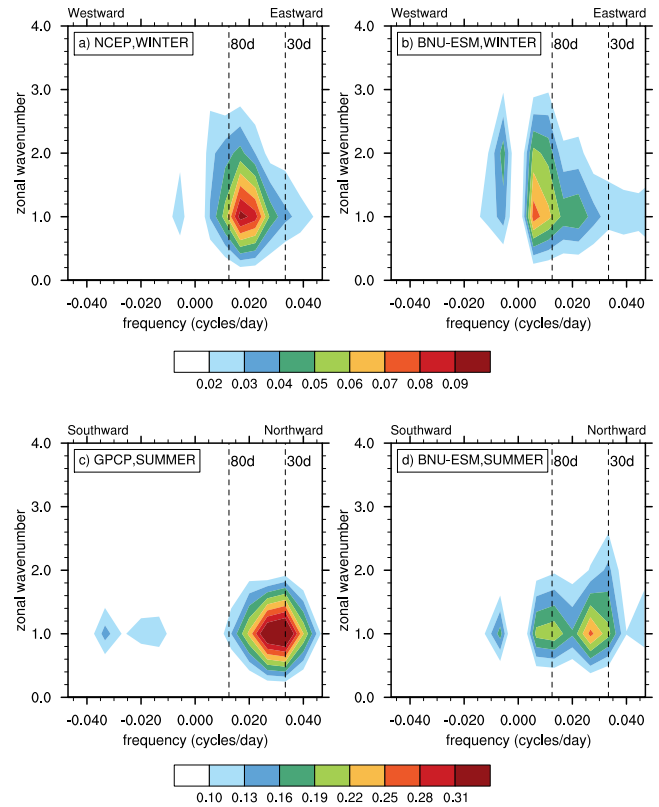 Westward Eastward
a) NCEP,WINTER 80d 30d
4.0
3.0
2.0
1.0
0.0
zonal wavenumber
-0.040 -0.020 0.000 0.020 0.040
frequency (cycles/day)
Westward Eastward
b) BNU-ESM,WINTER 80d 30d
4.0
3.0
2.0
1.0
0.0
zonal wavenumber
-0.040 -0.020 0.000 0.020 0.040
frequency (cycles/day)
0.02 0.03 0.04 0.05 0.06 0.07 0.08 0.09
Southward Northward
c) GPCP,SUMMER 80d 30d
4.0
3.0
2.0
1.0
0.0
zonal wavenumber
-0.040 -0.020 0.000 0.020 0.040
frequency (cycles/day)
Southward Northward
d) BNU-ESM,SUMMER 80d 30d
4.0
3.0
2.0
1.0
0.0
zonal wavenumber
-0.040 -0.020 0.000 0.020 0.040
frequency (cycles/day)
0.10 0.13 0.16 0.19 0.22 0.25 0.28 0.31